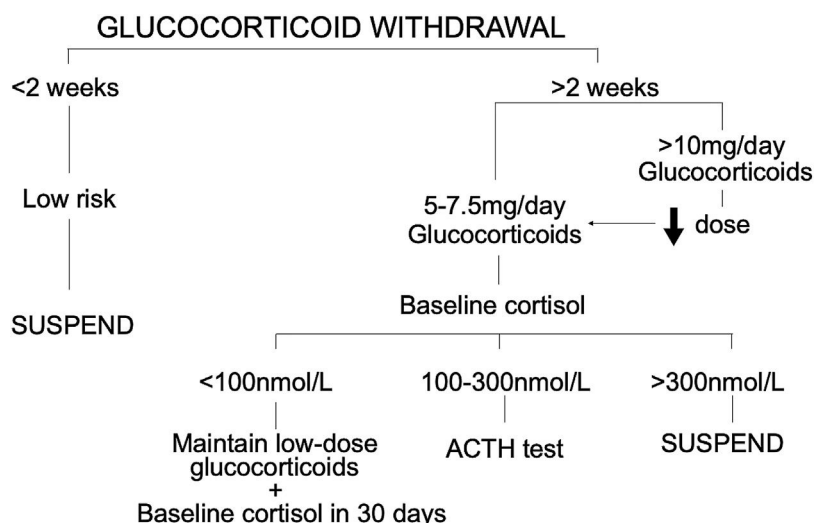 GLUCOCORTICOID WITHDRAWAL
<2 weeks
>2 weeks
>10mg/day
Glucocorticoids
Low risk
5-7.5mg/day
Glucocorticoids
dose
Baseline cortisol
SUSPEND
<100nmol/L
100-300nmol/L
>300nmol/L
Maintain low-dose
glucocorticoids
+
Baseline cortisol in 30 days
ACTH test
SUSPEND